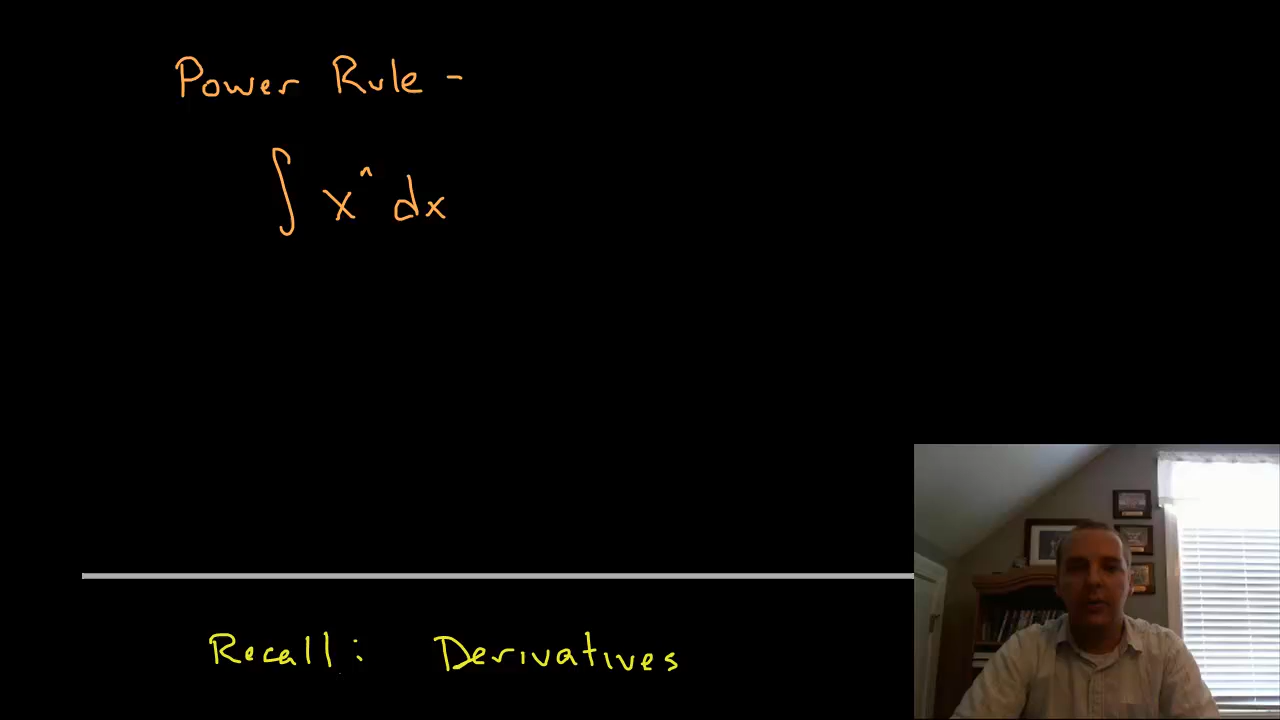 Power Rule -
∫ xⁿ dx
Recall: Derivatives